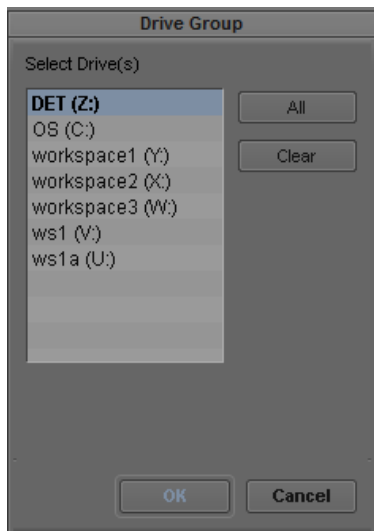 Drive Group
Select Drive(s)
DET (Z:)
All
OS (C:)
workspace1 (Y:)
Clear
workspace2 (X:)
workspace3 (W:)
ws1 (V:)
ws1a (U:)
OK
Cancel